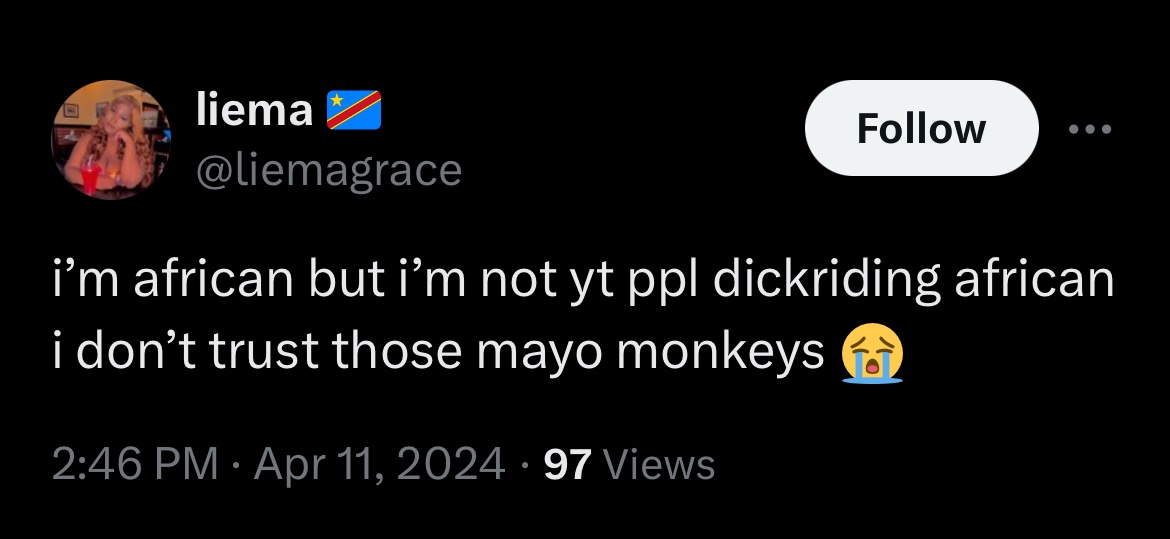 liema 🇨🇩
@liemagrace
Follow
i’m african but i’m not yt ppl dickriding african
i don’t trust those mayo monkeys 😭
2:46 PM · Apr 11, 2024 · 97 Views